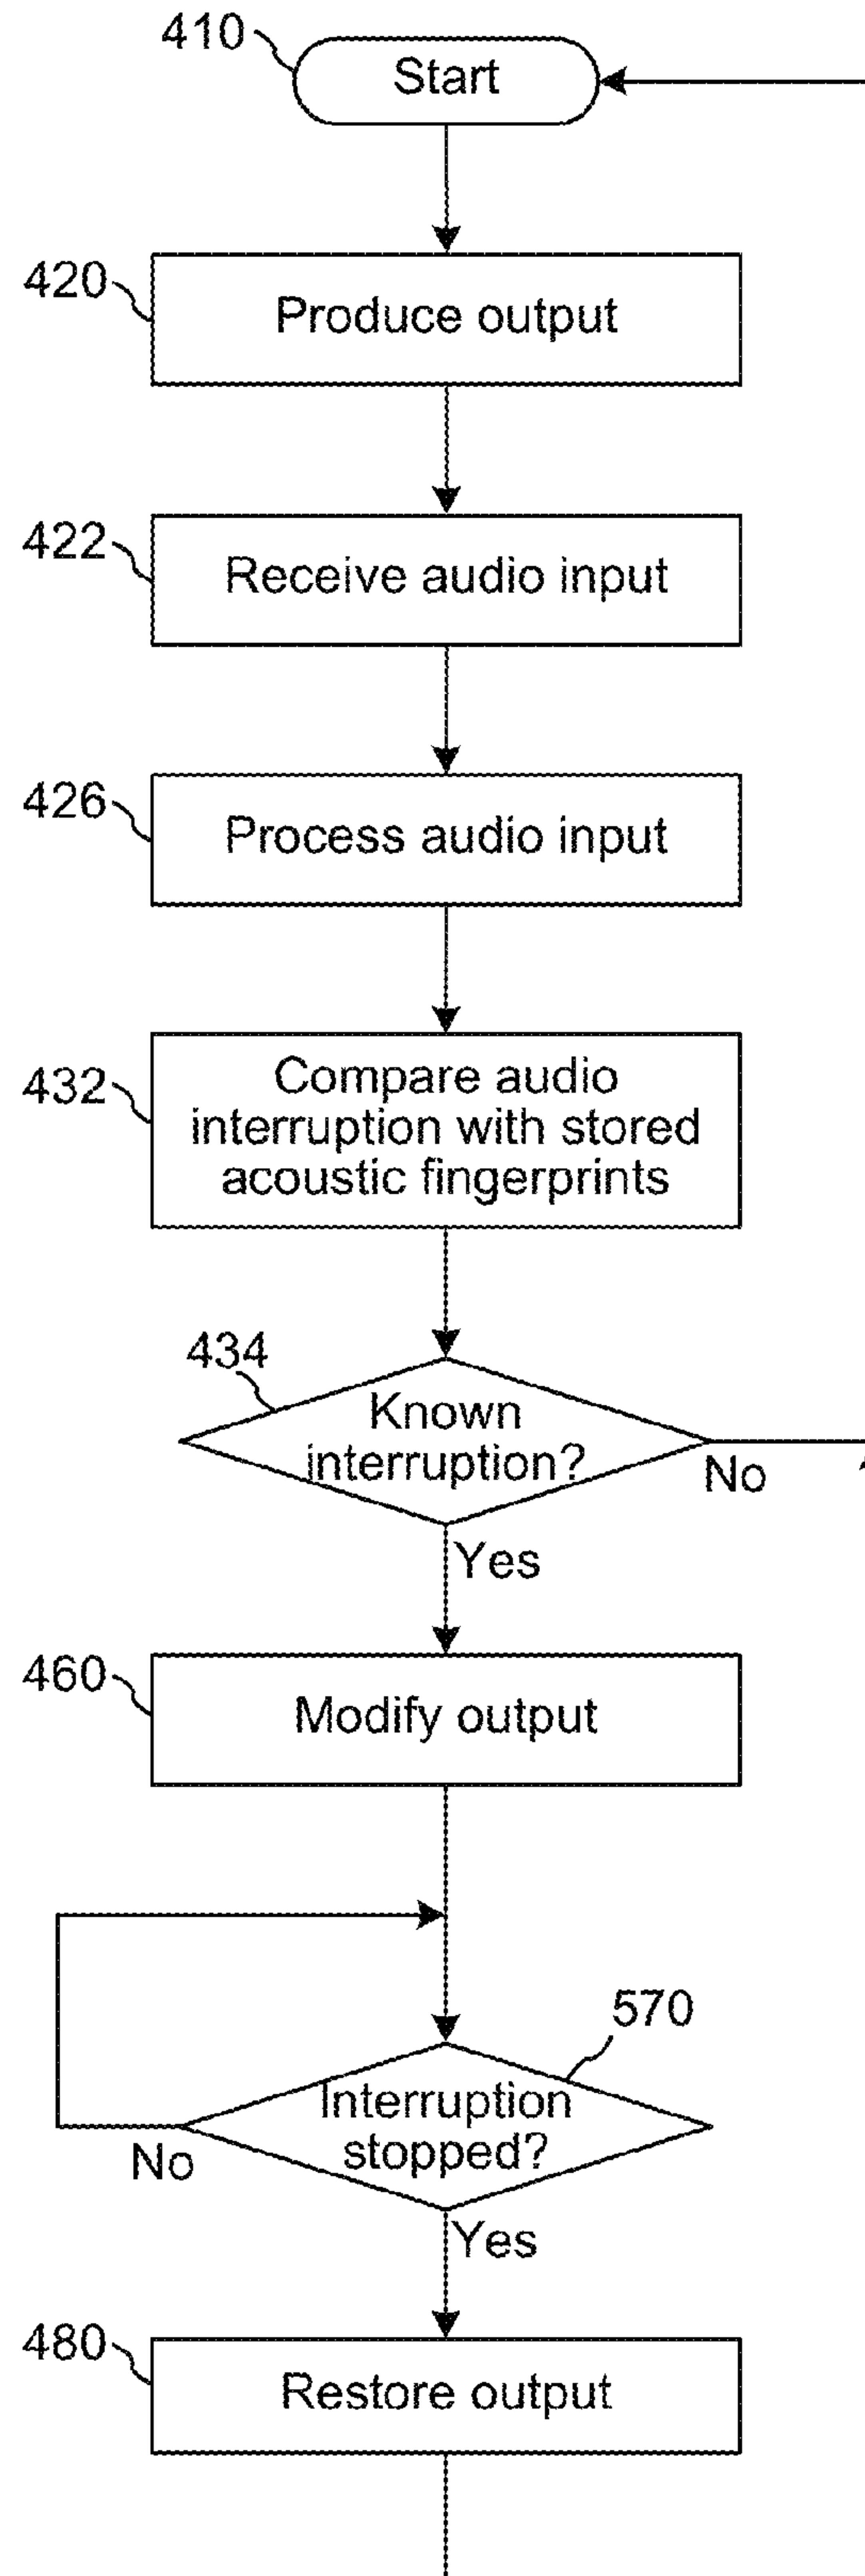 410
Start
420
Produce output
422
Receive audio input
426
Process audio input
432
Compare audio
interruption with stored
acoustic fingerprints
434
Known
interruption?
No
Yes
460
Modify output
570
Interruption
stopped?
No
Yes
480
Restore output